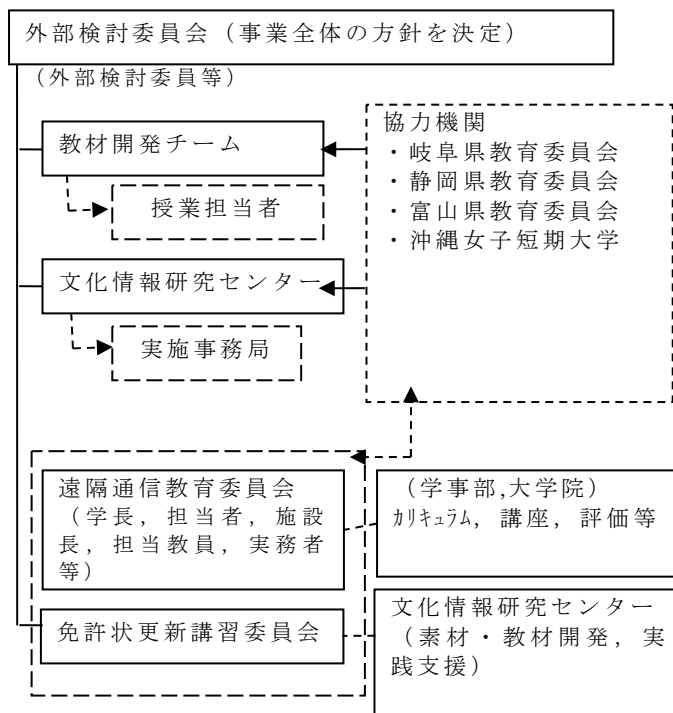 外部検討委員会（事業全体の方針を決定）
（外部検討委員等）
教材開発チーム
授業担当者
文化情報研究センター
実施事務局
協力機関
・岐阜県教育委員会
・静岡県教育委員会
・富山県教育委員会
・沖縄女子短期大学
遠隔通信教育委員会
（学長，担当者，施設
長，担当教員，実務者
等）
（学事部,大学院）
ｶﾘｷｭﾗﾑ，講座，評価等
免許状更新講習委員会
文化情報研究センター
（素材・教材開発，実
践支援）